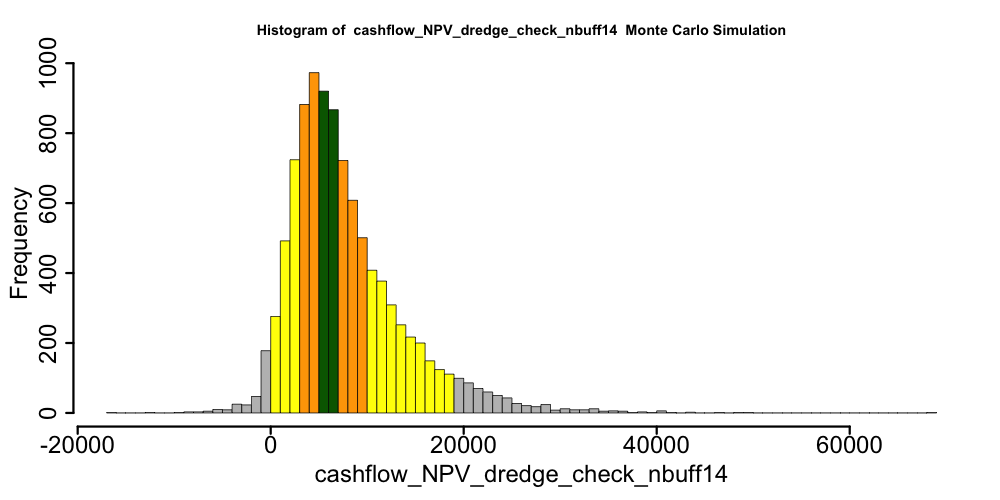 Histogram of  cashflow_NPV_dredge_check_nbuff14  Monte Carlo Simulation
Frequency
1000
800
600
400
200
0
-20000 0 20000 40000 60000
cashflow_NPV_dredge_check_nbuff14